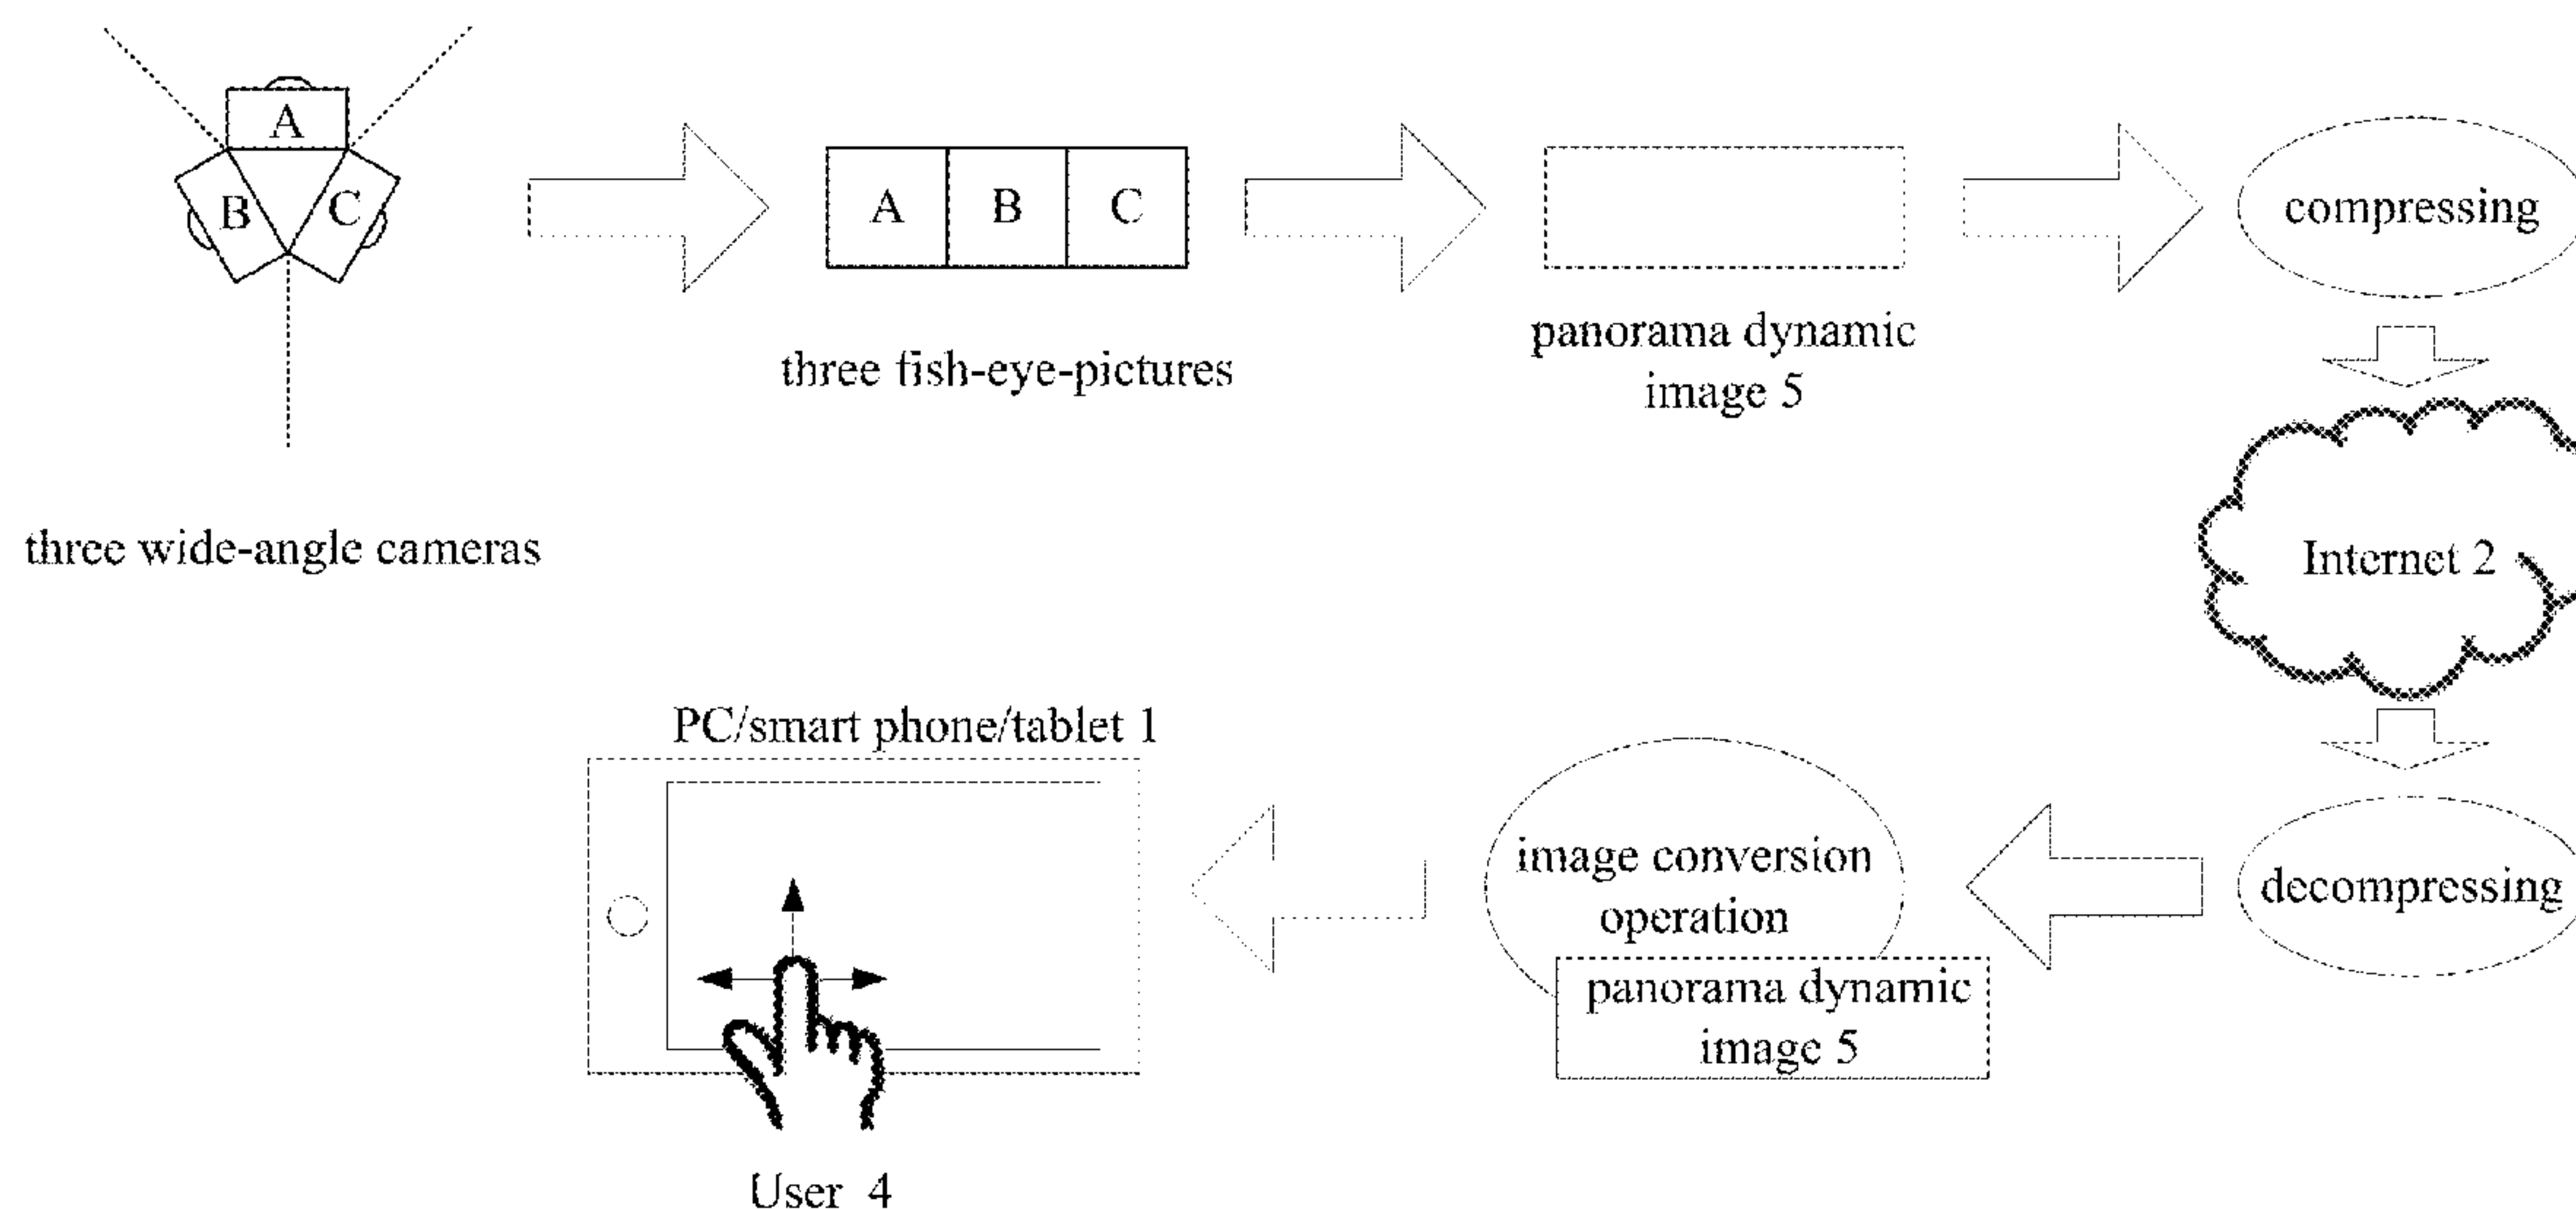 A
B
C
A
B
C
compressing
three fish-eye-pictures
panorama dynamic
image 5
three wide-angle cameras
Internet 2
PC/smart phone/tablet 1
image conversion
operation
decompressing
panorama dynamic
image 5
User 4